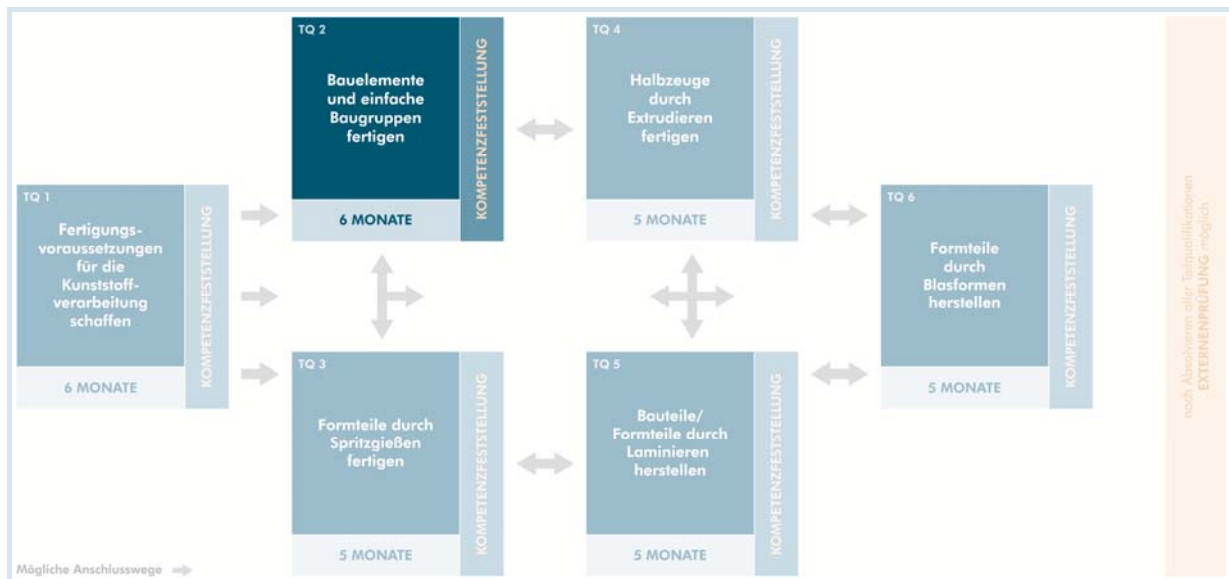 TQ 1
Fertigungs-
voraussetzungen
für die
Kunststoff-
verarbeitung
schaffen
6 MONATE
KOMPETENZFESTSTELLUNG
TQ 2
Bauelemente
und einfache
Baugruppen
fertigen
6 MONATE
KOMPETENZFESTSTELLUNG
TQ 3
Formteile durch
Spritzgießen
fertigen
5 MONATE
KOMPETENZFESTSTELLUNG
TQ 4
Halbzeuge
durch
Extrudieren
fertigen
5 MONATE
KOMPETENZFESTSTELLUNG
TQ 5
Bauteile/
Formteile durch
Laminieren
herstellen
5 MONATE
KOMPETENZFESTSTELLUNG
TQ 6
Formteile
durch
Blasformen
herstellen
5 MONATE
KOMPETENZFESTSTELLUNG
nach Absolvieren aller Teilqualifikationen
EXTERNENPRÜFUNG möglich
Mögliche Anschlusswege